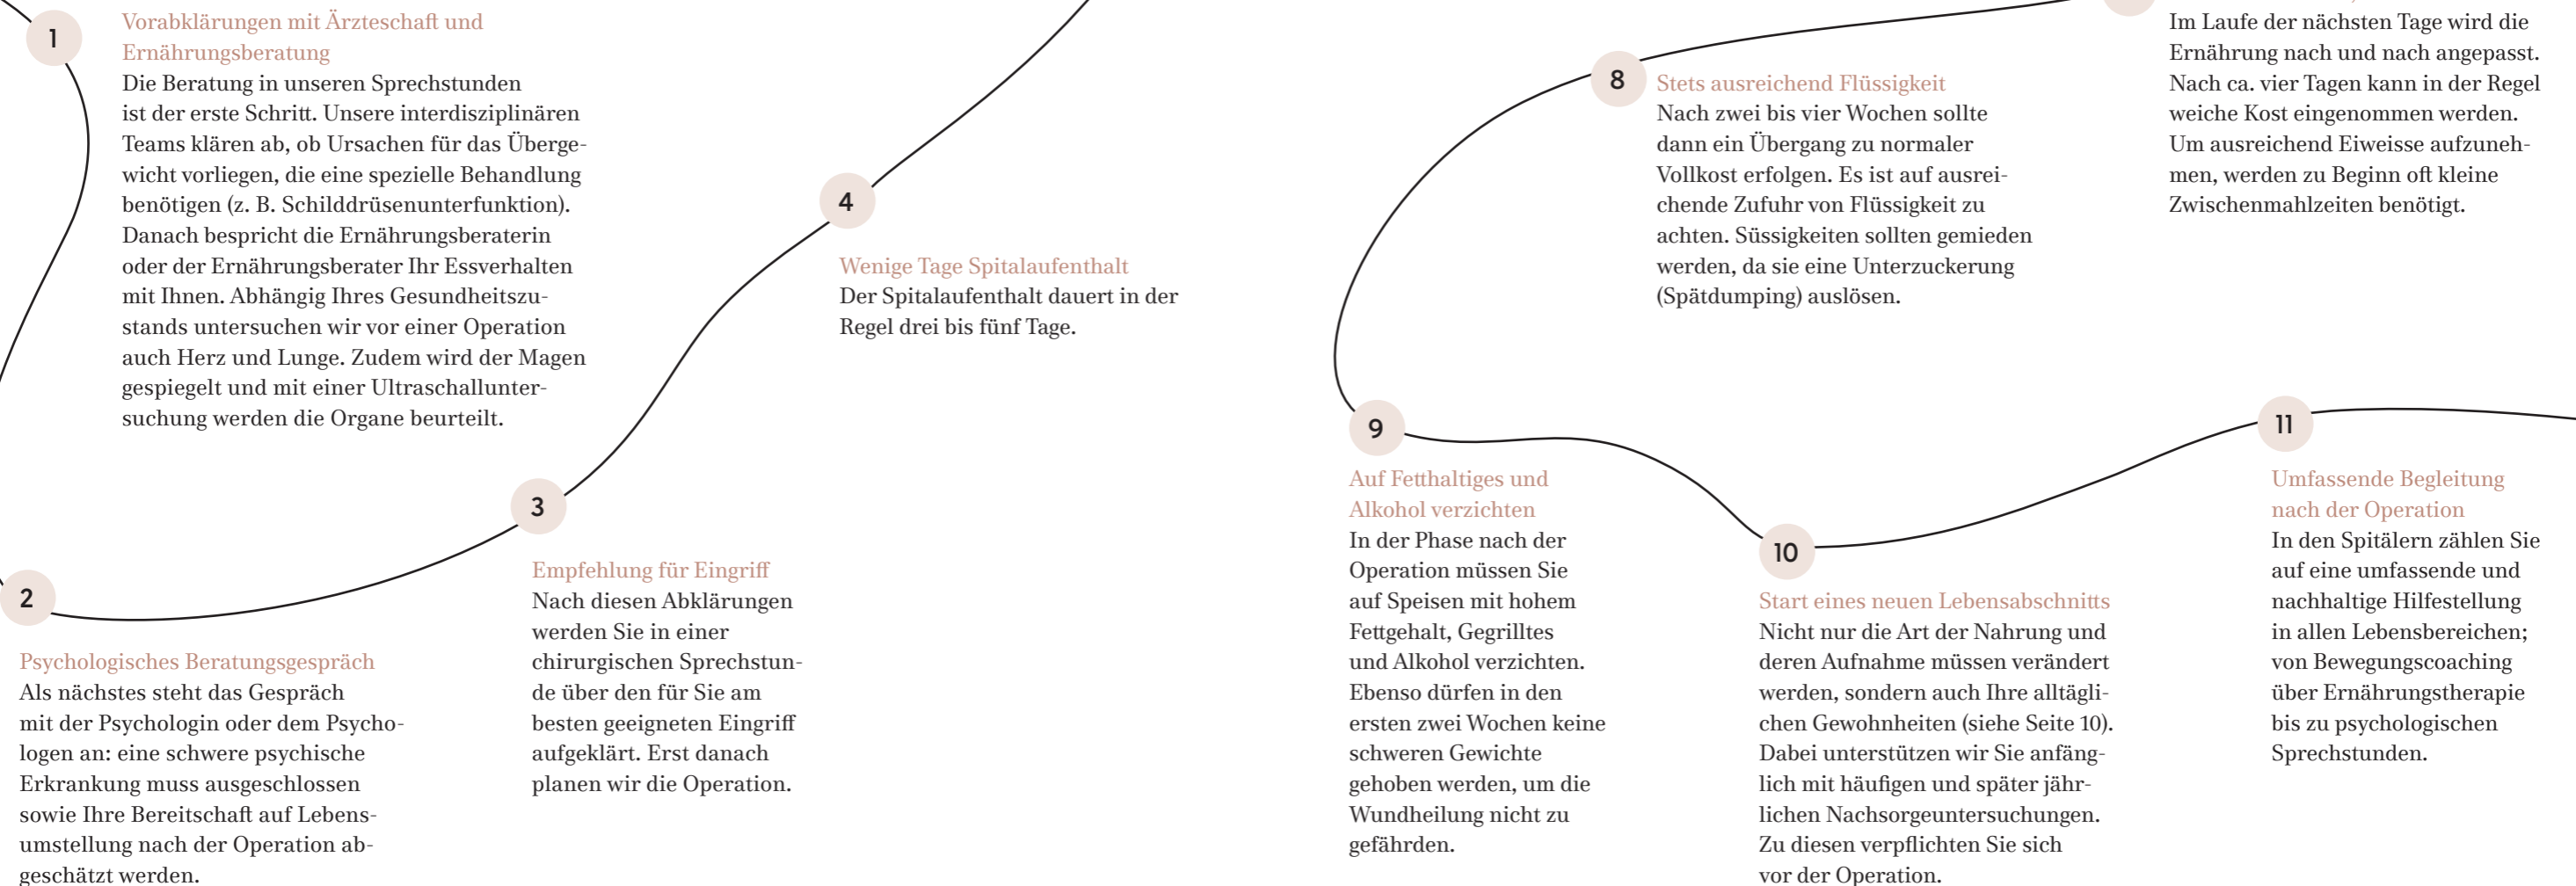 1
Vorabklärungen mit Ärzteschaft und
Ernährungsberatung
Die Beratung in unseren Sprechstunden
ist der erste Schritt. Unsere interdisziplinären
Teams klären ab, ob Ursachen für das Überge-
wicht vorliegen, die eine spezielle Behandlung
benötigen (z. B. Schilddrüsenunterfunktion).
Danach bespricht die Ernährungsberaterin
oder der Ernährungsberater Ihr Essverhalten
mit Ihnen. Abhängig Ihres Gesundheitszu-
stands untersuchen wir vor einer Operation
auch Herz und Lunge. Zudem wird der Magen
gespiegelt und mit einer Ultraschallunter-
suchung werden die Organe beurteilt.
2
Psychologisches Beratungsgespräch
Als nächstes steht das Gespräch
mit der Psychologin oder dem Psycho-
logen an: eine schwere psychische
Erkrankung muss ausgeschlossen
sowie Ihre Bereitschaft auf Lebens-
umstellung nach der Operation ab-
geschätzt werden.
3
Empfehlung für Eingriff
Nach diesen Abklärungen
werden Sie in einer
chirurgischen Sprechstun-
de über den für Sie am
besten geeigneten Eingriff
aufgeklärt. Erst danach
planen wir die Operation.
4
Wenige Tage Spitalaufenthalt
Der Spitalaufenthalt dauert in der
Regel drei bis fünf Tage.
Im Laufe der nächsten Tage wird die
Ernährung nach und nach angepasst.
Nach ca. vier Tagen kann in der Regel
weiche Kost eingenommen werden.
Um ausreichend Eiweisse aufzuneh-
men, werden zu Beginn oft kleine
Zwischenmahlzeiten benötigt.
8
Stets ausreichend Flüssigkeit
Nach zwei bis vier Wochen sollte
dann ein Übergang zu normaler
Vollkost erfolgen. Es ist auf ausrei-
chende Zufuhr von Flüssigkeit zu
achten. Süssigkeiten sollten gemieden
werden, da sie eine Unterzuckerung
(Spätdumping) auslösen.
9
Auf Fetthaltiges und
Alkohol verzichten
In der Phase nach der
Operation müssen Sie
auf Speisen mit hohem
Fettgehalt, Gegrilltes
und Alkohol verzichten.
Ebenso dürfen in den
ersten zwei Wochen keine
schweren Gewichte
gehoben werden, um die
Wundheilung nicht zu
gefährden.
10
Start eines neuen Lebensabschnitts
Nicht nur die Art der Nahrung und
deren Aufnahme müssen verändert
werden, sondern auch Ihre alltägli-
chen Gewohnheiten (siehe Seite 10).
Dabei unterstützen wir Sie anfäng-
lich mit häufigen und später jähr-
lichen Nachsorgeuntersuchungen.
Zu diesen verpflichten Sie sich
vor der Operation.
11
Umfassende Begleitung
nach der Operation
In den Spitälern zählen Sie
auf eine umfassende und
nachhaltige Hilfestellung
in allen Lebensbereichen;
von Bewegungscoaching
über Ernährungstherapie
bis zu psychologischen
Sprechstunden.